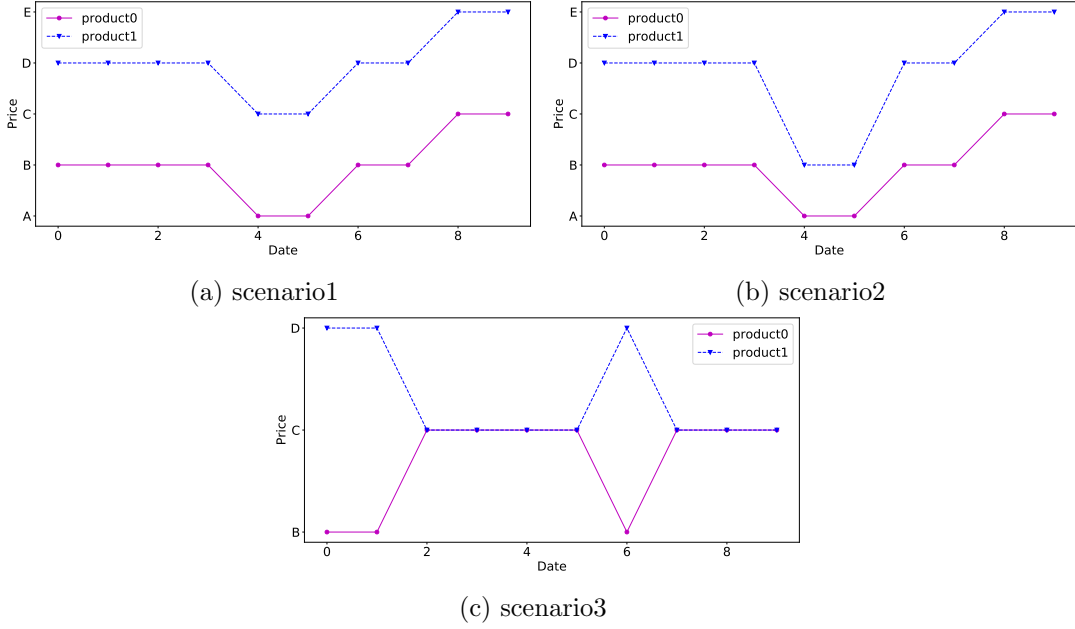 E
D
C
B
A
Price
product0
product1
0
2
4
6
8
Date
(a) scenario1
E
D
C
B
A
Price
product0
product1
0
2
4
6
8
Date
(b) scenario2
D
C
B
Price
product0
product1
0
2
4
6
8
Date
(c) scenario3